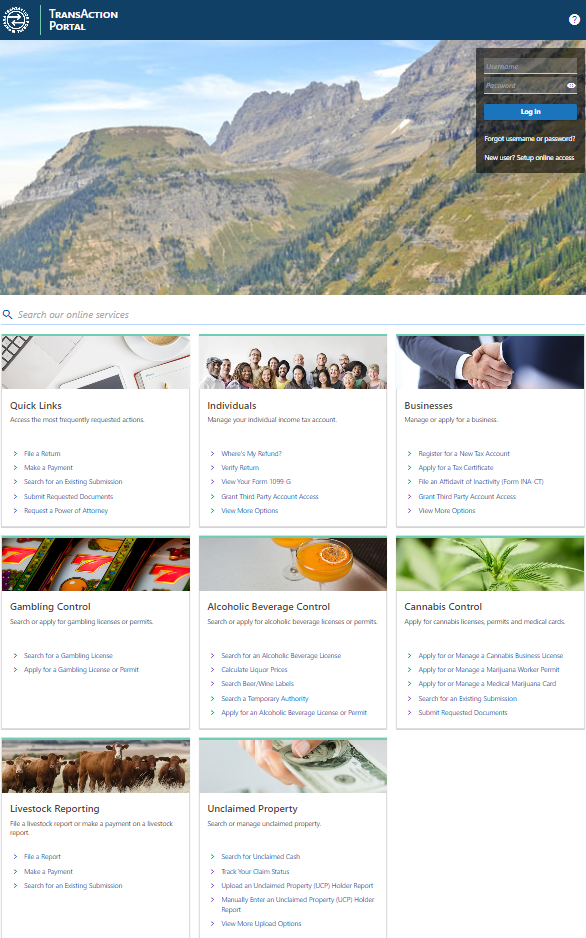 TransAction
Portal
?
Username
Password
Log in
Forgot username or password?
New user? Setup online access
Search our online services
Quick Links
Access the most frequently requested actions.
File a Return
Make a Payment
Search for an Existing Submission
Submit Requested Documents
Request a Power of Attorney
Individuals
Manage your individual income tax account.
Where's My Refund?
Verify Return
View Your Form 1099-G
Grant Third Party Account Access
View More Options
Businesses
Manage or apply for a business.
Register for a New Tax Account
Apply for a Tax Certificate
File an Affidavit of Inactivity (Form INA-CT)
Grant Third Party Account Access
View More Options
Gambling Control
Search or apply for gambling licenses or permits.
Search for a Gambling License
Apply for a Gambling License or Permit
Alcoholic Beverage Control
Search or apply for alcoholic beverage licenses or permits.
Search for an Alcoholic Beverage License
Calculate Liquor Prices
Search Beer/Wine Labels
Search a Temporary Authority
Apply for an Alcoholic Beverage License or Permit
Cannabis Control
Apply for cannabis licenses, permits and medical cards.
Apply for or Manage a Cannabis Business License
Apply for or Manage a Marijuana Worker Permit
Apply for or Manage a Medical Marijuana Card
Search for an Existing Submission
Submit Requested Documents
Livestock Reporting
File a livestock report or make a payment on a livestock
report.
File a Report
Make a Payment
Search for an Existing Submission
Unclaimed Property
Search or manage unclaimed property.
Search for Unclaimed Cash
Track Your Claim Status
Upload an Unclaimed Property (UCP) Holder Report
Manually Enter an Unclaimed Property (UCP) Holder
Report
View More Upload Options